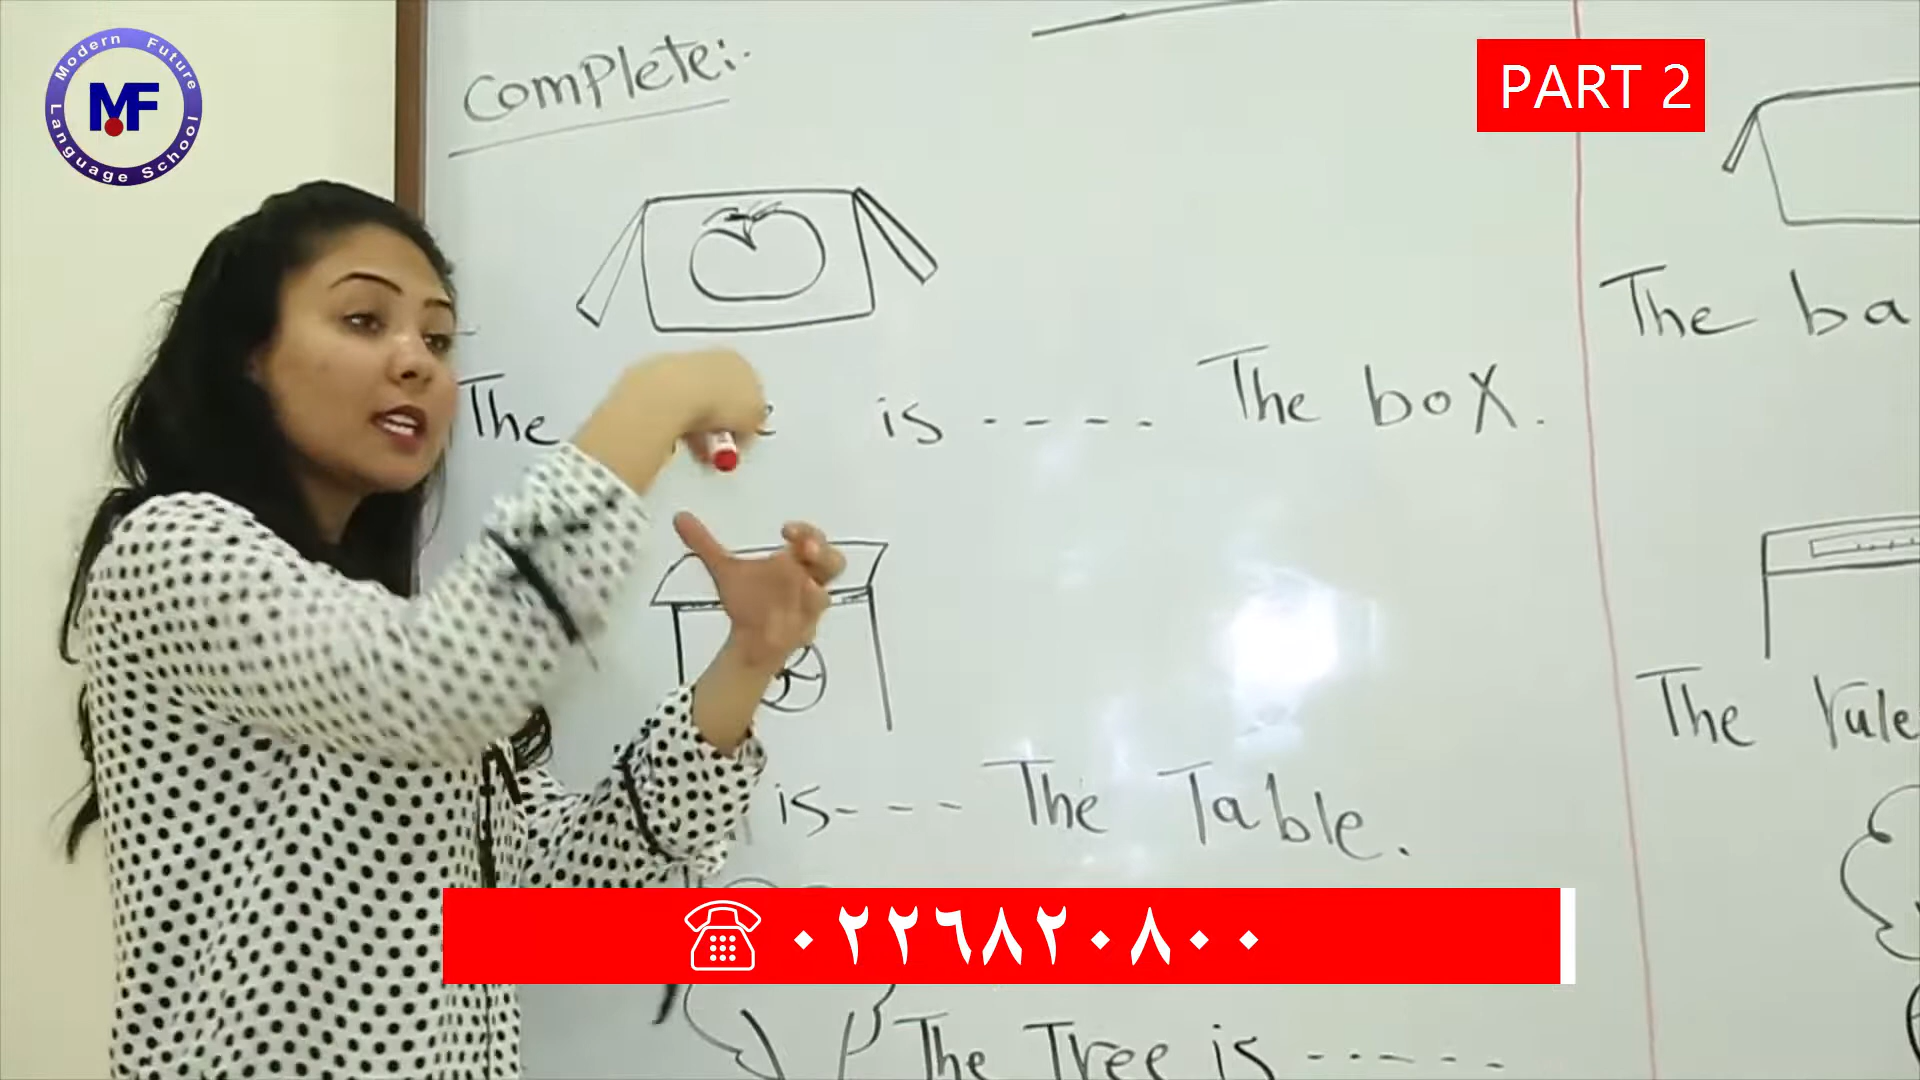 Modern Future
MF
Language School
PART 2
Complete:-
The is - - - - The box.
is - - - The Table.
The Tree is - - - - -
The ba
The rule
٠٢٢٦٨٢٠٨٠٠